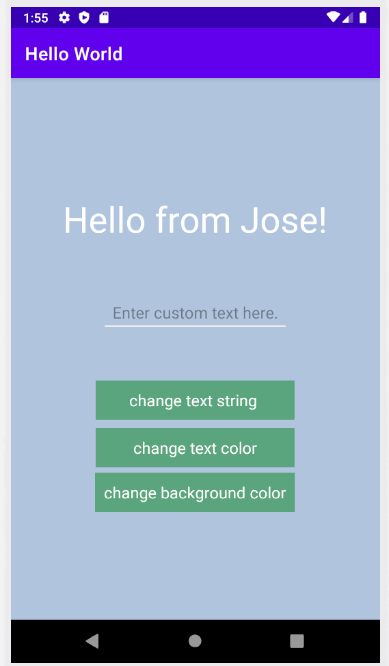 1:55
Hello World
Hello from Jose!
Enter custom text here.
change text string
change text color
change background color